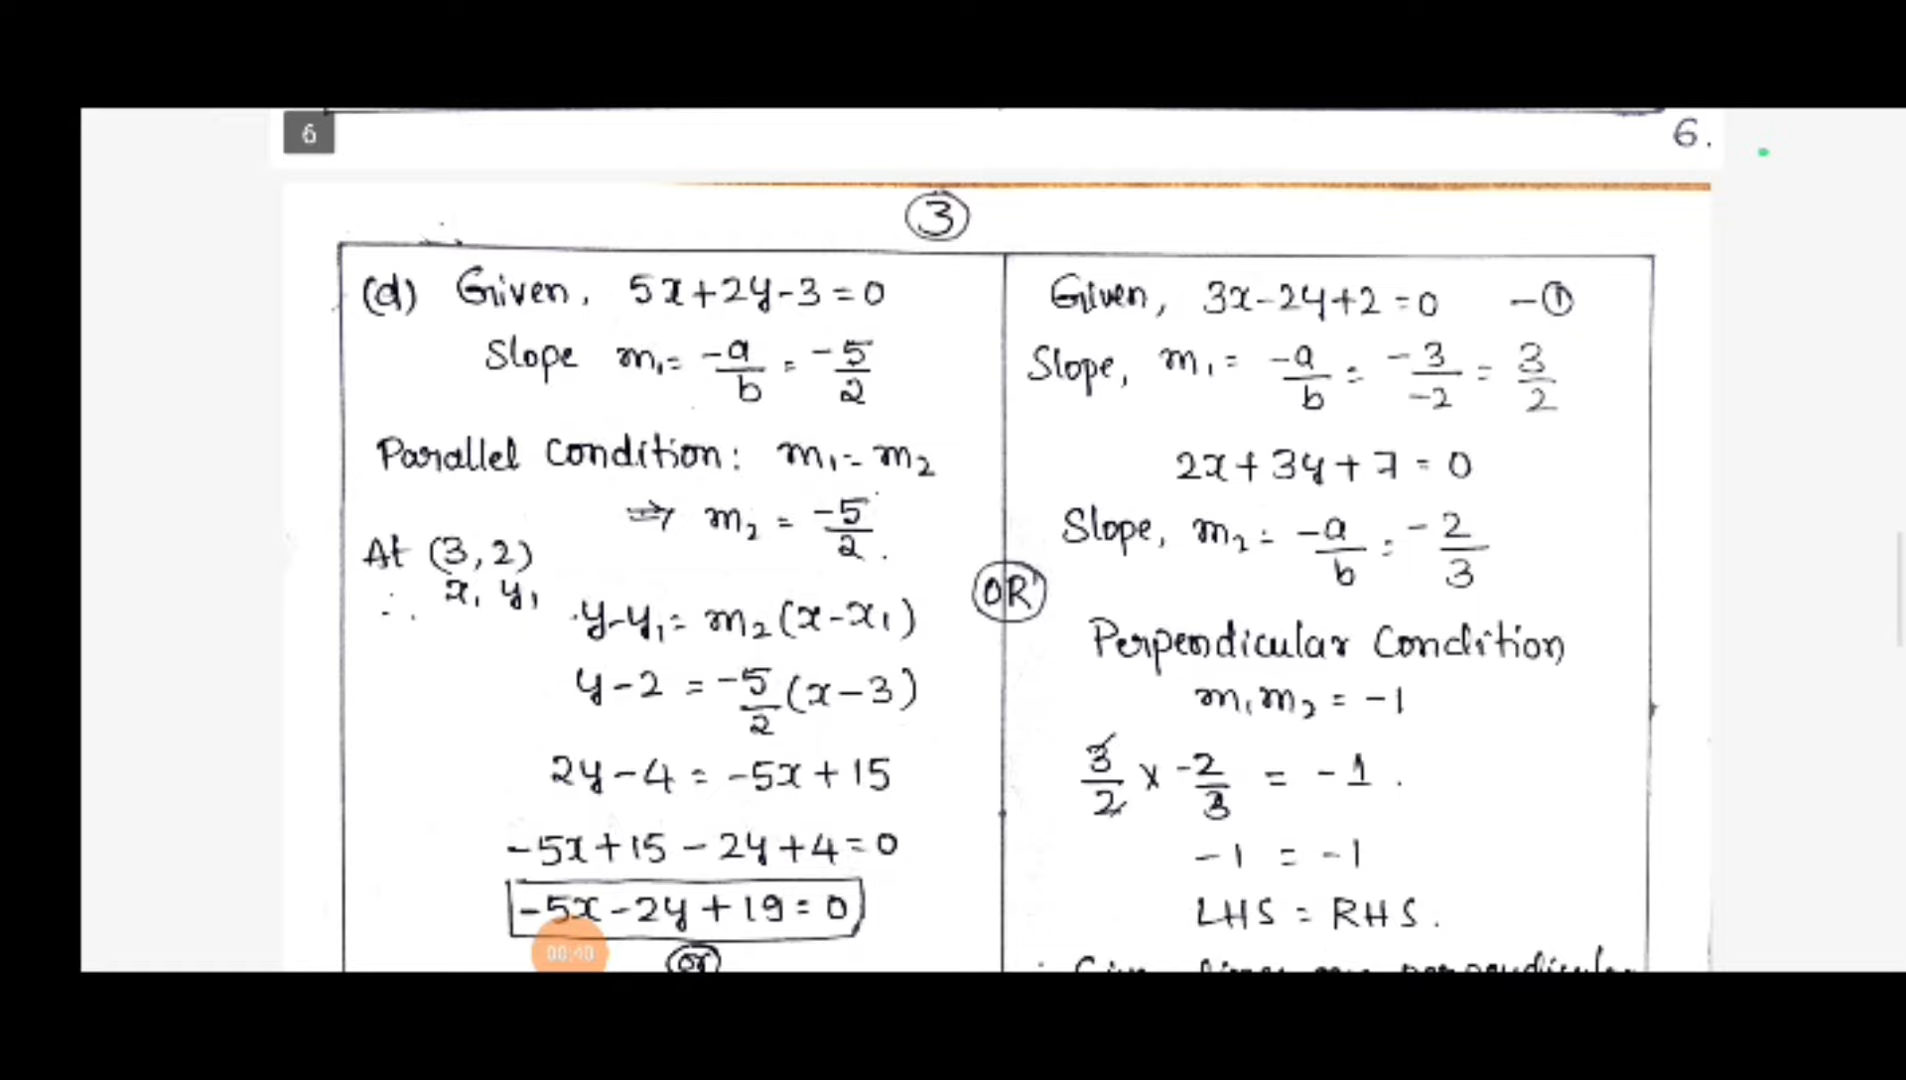 6
6.
3
(d) Given, 5x+2y-3=0
Slope m₁= -a/b = -5/2
Parallel Condition: m₁= m₂
⇒ m₂ = -5/2.
At (3,2)
x₁ y₁
∴ y-y₁= m₂(x-x₁)
y-2 = -5/2 (x-3)
2y-4 = -5x+15
-5x+15-2y+4=0
-5x-2y+19=0
00:40
or
OR
Given, 3x-2y+2=0 -①
Slope, m₁= -a/b = -3/-2 = 3/2
2x+3y+7=0
Slope, m₂= -a/b = -2/3
Perpendicular Condition
m₁m₂ = -1
3/2 x -2/3 = -1.
-1 = -1
LHS = RHS.
perpendicular